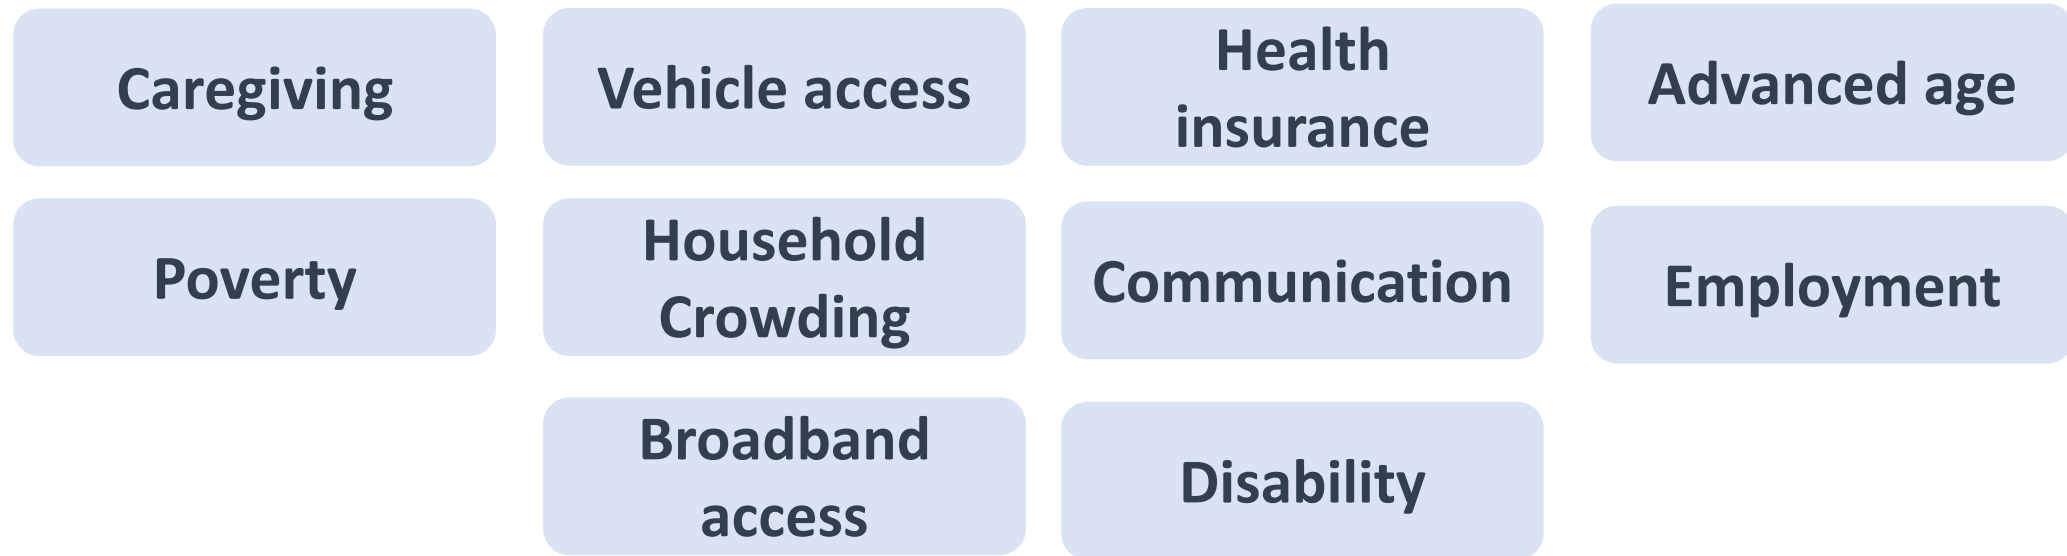 Caregiving
Vehicle access
Health
insurance
Advanced age
Poverty
Household
Crowding
Communication
Employment
Broadband
access
Disability